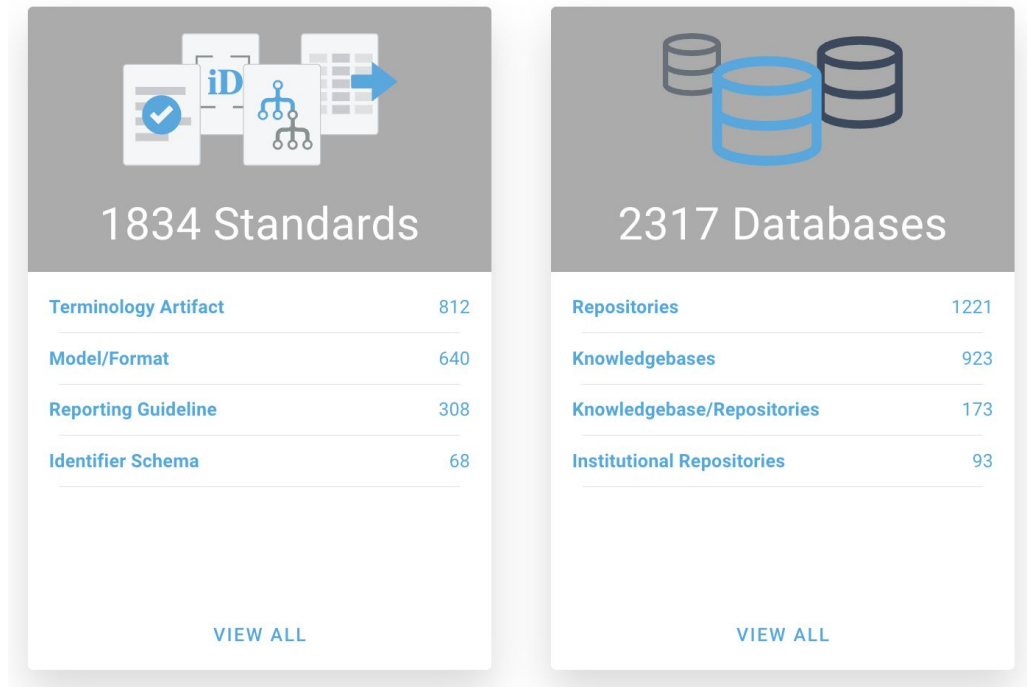 iD
1834 Standards
Terminology Artifact 812
Model/Format 640
Reporting Guideline 308
Identifier Schema 68
VIEW ALL
2317 Databases
Repositories 1221
Knowledgebases 923
Knowledgebase/Repositories 173
Institutional Repositories 93
VIEW ALL